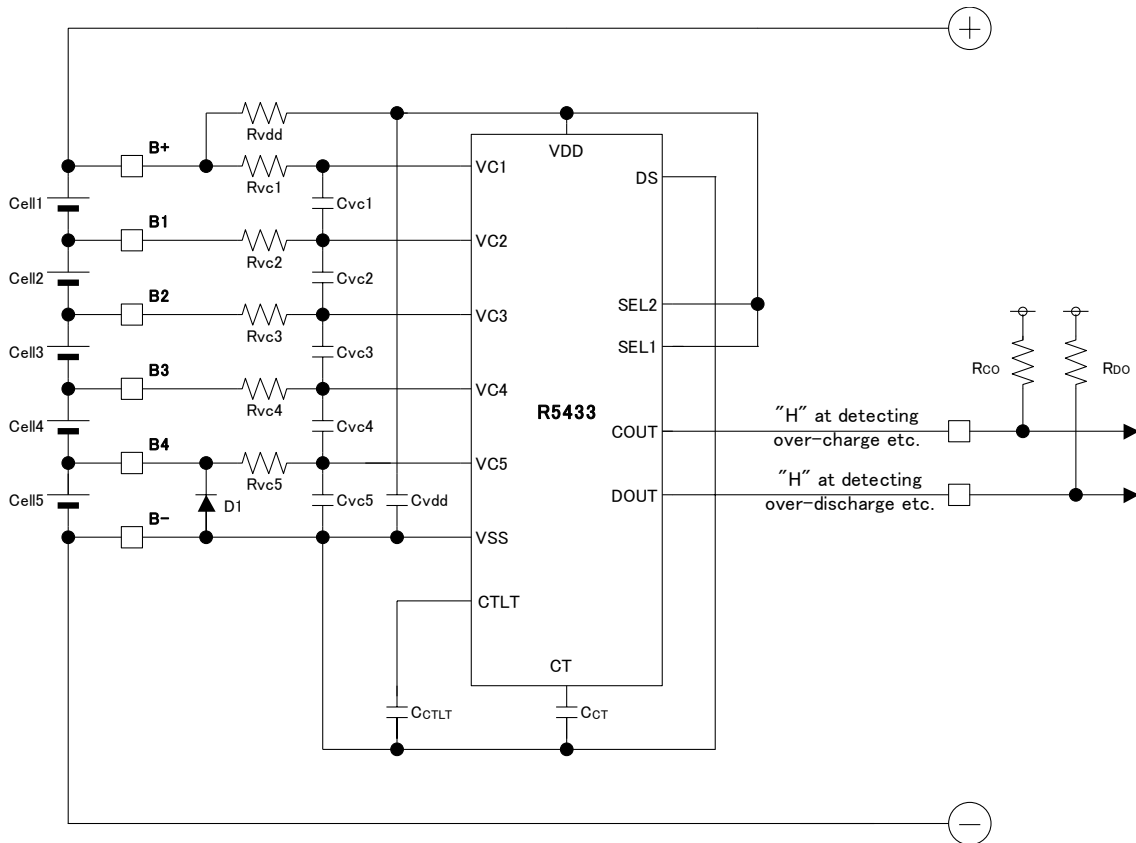 +
Rvdd
B+
VDD
VC1
Rvc1
DS
Cell1
Cvc1
B1
VC2
Rvc2
Cell2
Cvc2
B2
SEL2
VC3
Rvc3
SEL1
Cell3
Cvc3
B3
RCO
RDO
VC4
Rvc4
R5433
Cell4
Cvc4
"H" at detecting
over-charge etc.
COUT
B4
VC5
Rvc5
"H" at detecting
over-discharge etc.
DOUT
Cell5
D1
Cvc5
Cvdd
B-
VSS
CTLT
CT
CCTLT
CCT
−